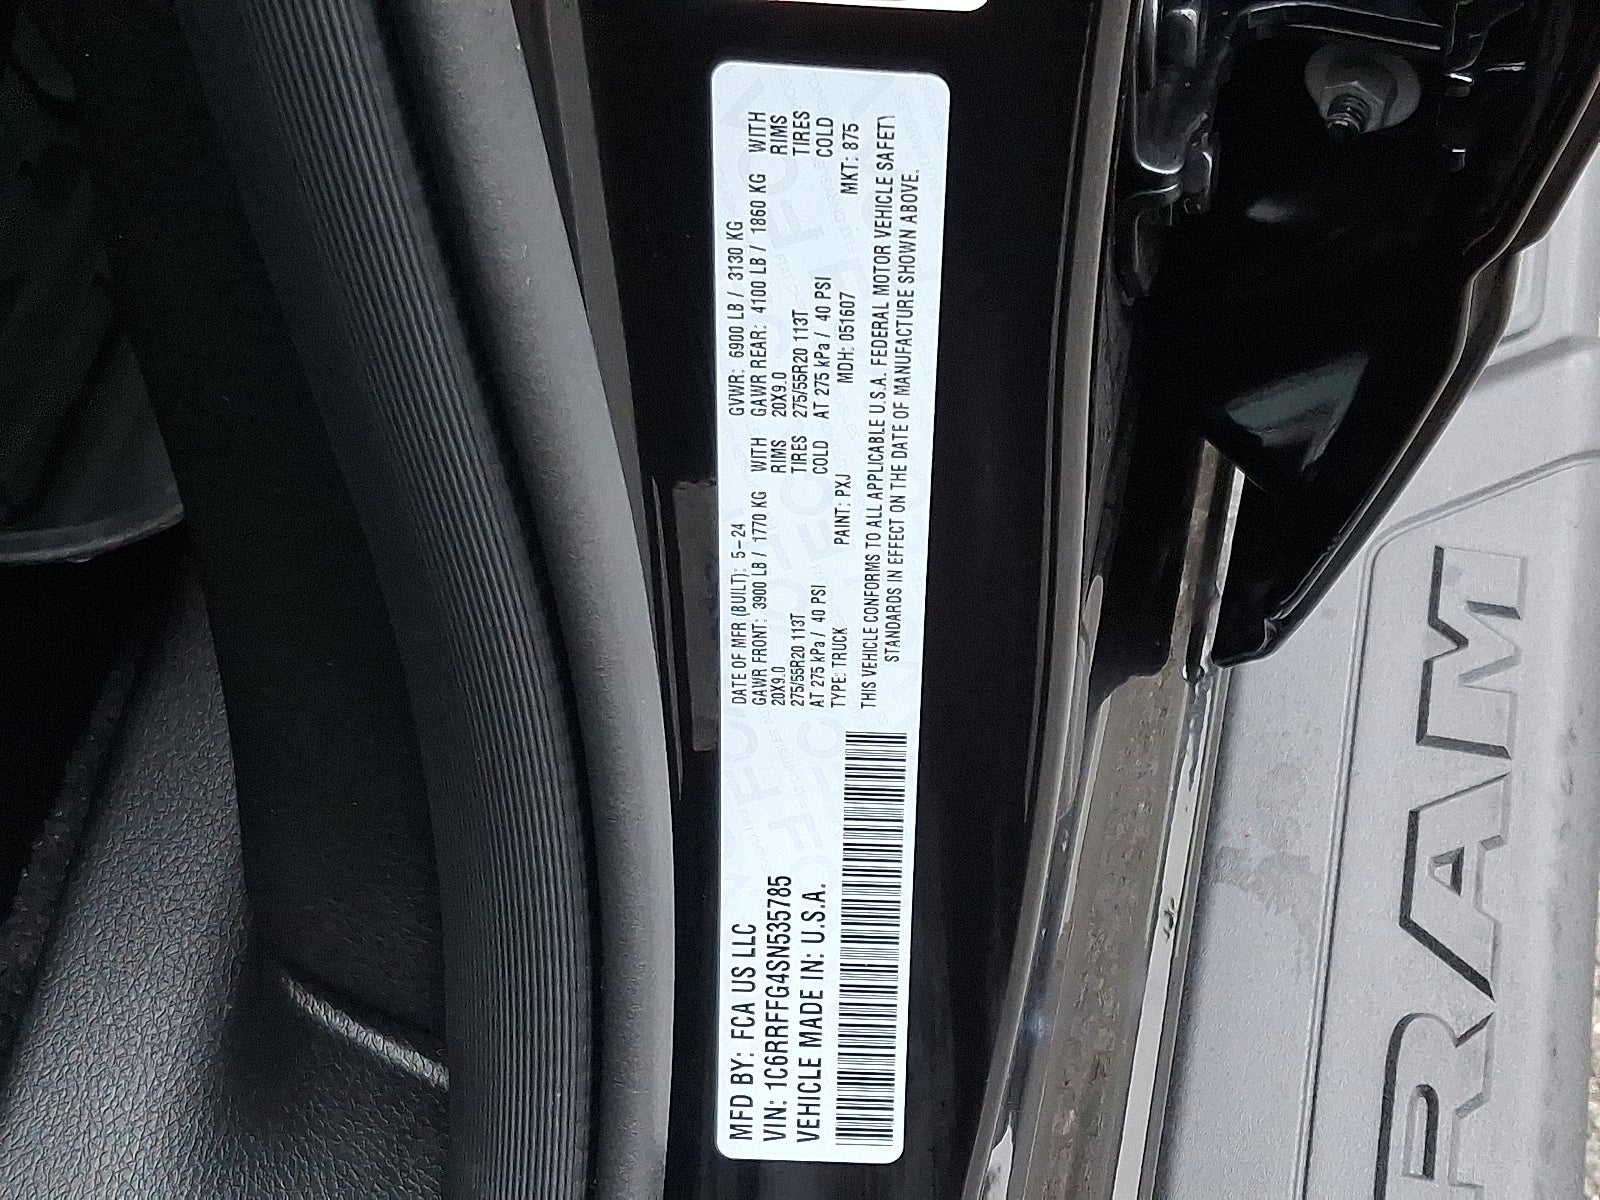 MFD BY: FCA US LLC
VIN: 1C6RRFFG4SN535785
VEHICLE MADE IN: U.S.A.
DATE OF MFR (BUILT): 5-24 GVWR: 6900 LB / 3130 KG
GAWR FRONT: 3900 LB / 1770 KG WITH GAWR REAR: 4100 LB / 1860 KG WITH
20X9.0 RIMS 20X9.0 RIMS
275/55R20 113T TIRES 275/55R20 113T TIRES
AT 275 kPa / 40 PSI COLD AT 275 kPa / 40 PSI COLD
TYPE: TRUCK PAINT: PXJ MDH: 051607 MKT: 875
THIS VEHICLE CONFORMS TO ALL APPLICABLE U.S.A. FEDERAL MOTOR VEHICLE SAFETY
STANDARDS IN EFFECT ON THE DATE OF MANUFACTURE SHOWN ABOVE.
RAM